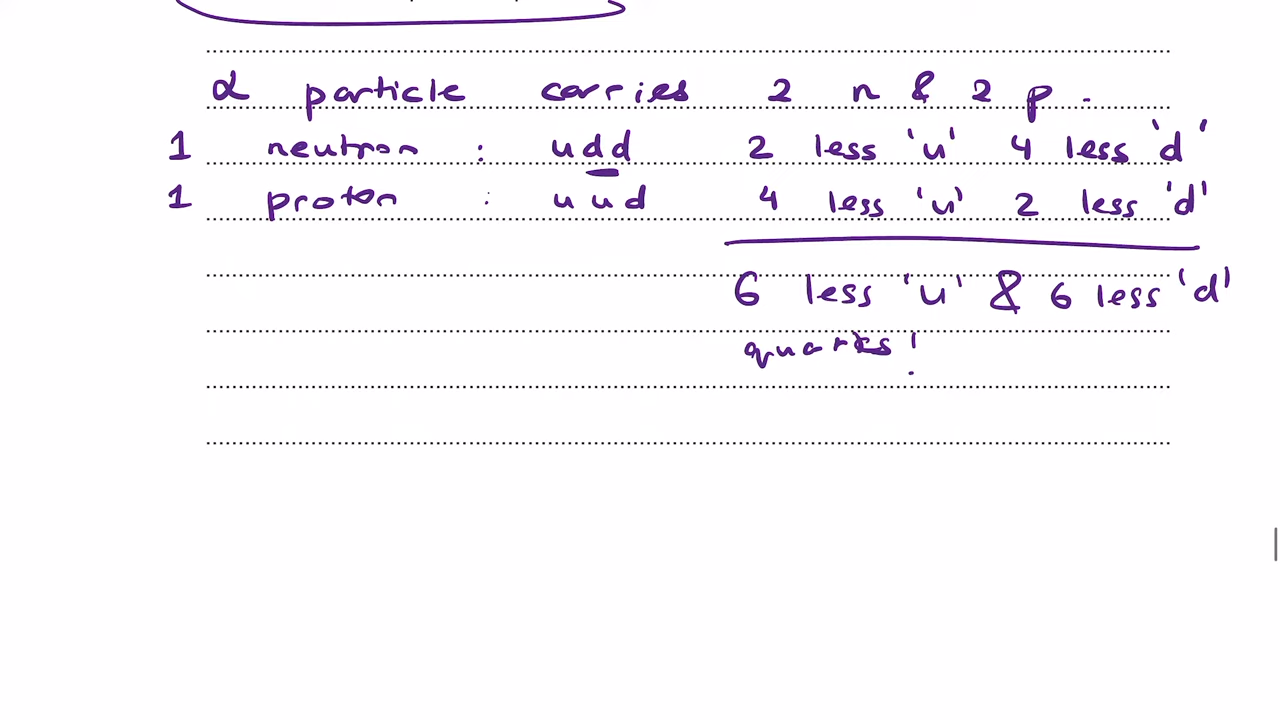 α particle carries 2 n & 2 p .
1 neutron : udd 2 less 'u' 4 less 'd'
1 proton : uud 4 less 'u' 2 less 'd'
6 less 'u' & 6 less 'd'
quarks !